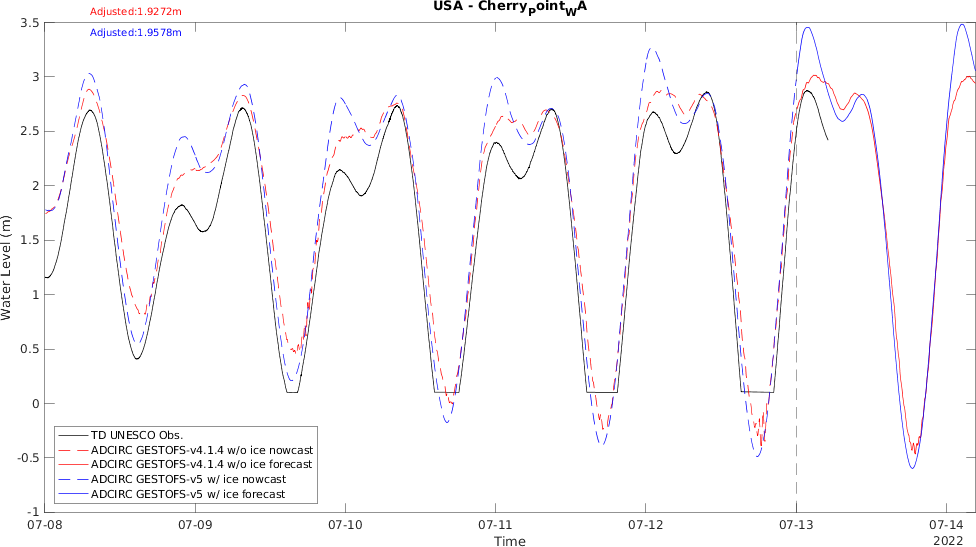 USA - CherryPointWA
Adjusted:1.9272m
Adjusted:1.9578m
3.5
3
2.5
2
1.5
1
0.5
0
-0.5
-1
Water Level (m)
TD UNESCO Obs.
ADCIRC GESTOFS-v4.1.4 w/o ice nowcast
ADCIRC GESTOFS-v4.1.4 w/o ice forecast
ADCIRC GESTOFS-v5 w/ ice nowcast
ADCIRC GESTOFS-v5 w/ ice forecast
07-08 07-09 07-10 07-11 07-12 07-13 07-14
Time 2022